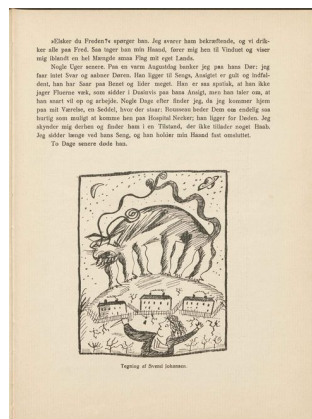 »Elsker du Freden?« spørger han. Jeg svarer ham bekræftende, og vi drik-
ker alle paa Fred. Saa tager han min Haand, fører mig hen til Vinduet og viser
mig iblandt en hel Mængde smaa Flag mit eget Lands.
Nogle Uger senere. Paa en varm Augustdag banker jeg paa hans Dør; jeg
faar intet Svar og aabner Døren. Han ligger til Sengs, Ansigtet er gult og indfal-
dent, han har Saar paa Benet og taler meget. Han er saa apatisk, at han ikke
jager Fluerne væk, som sidder i Dusinvis paa hans Ansigt, men han taler om, at
han snart vil op og arbejde. Nogle Dage efter finder jeg, da jeg kommer hjem
paa mit Værelse, en Seddel, hvor der staar: Rousseau beder Dem om endelig saa
hurtig som muligt at komme hen paa Hospital Necker; han ligger for Døden. Jeg
skynder mig derhen og finder ham i en Tilstand, der ikke tillader noget Haab.
Jeg sidder længe ved hans Seng, og han holder min Haand fast omsluttet.
To Dage senere døde han.
Tegning af Svend Johansen.